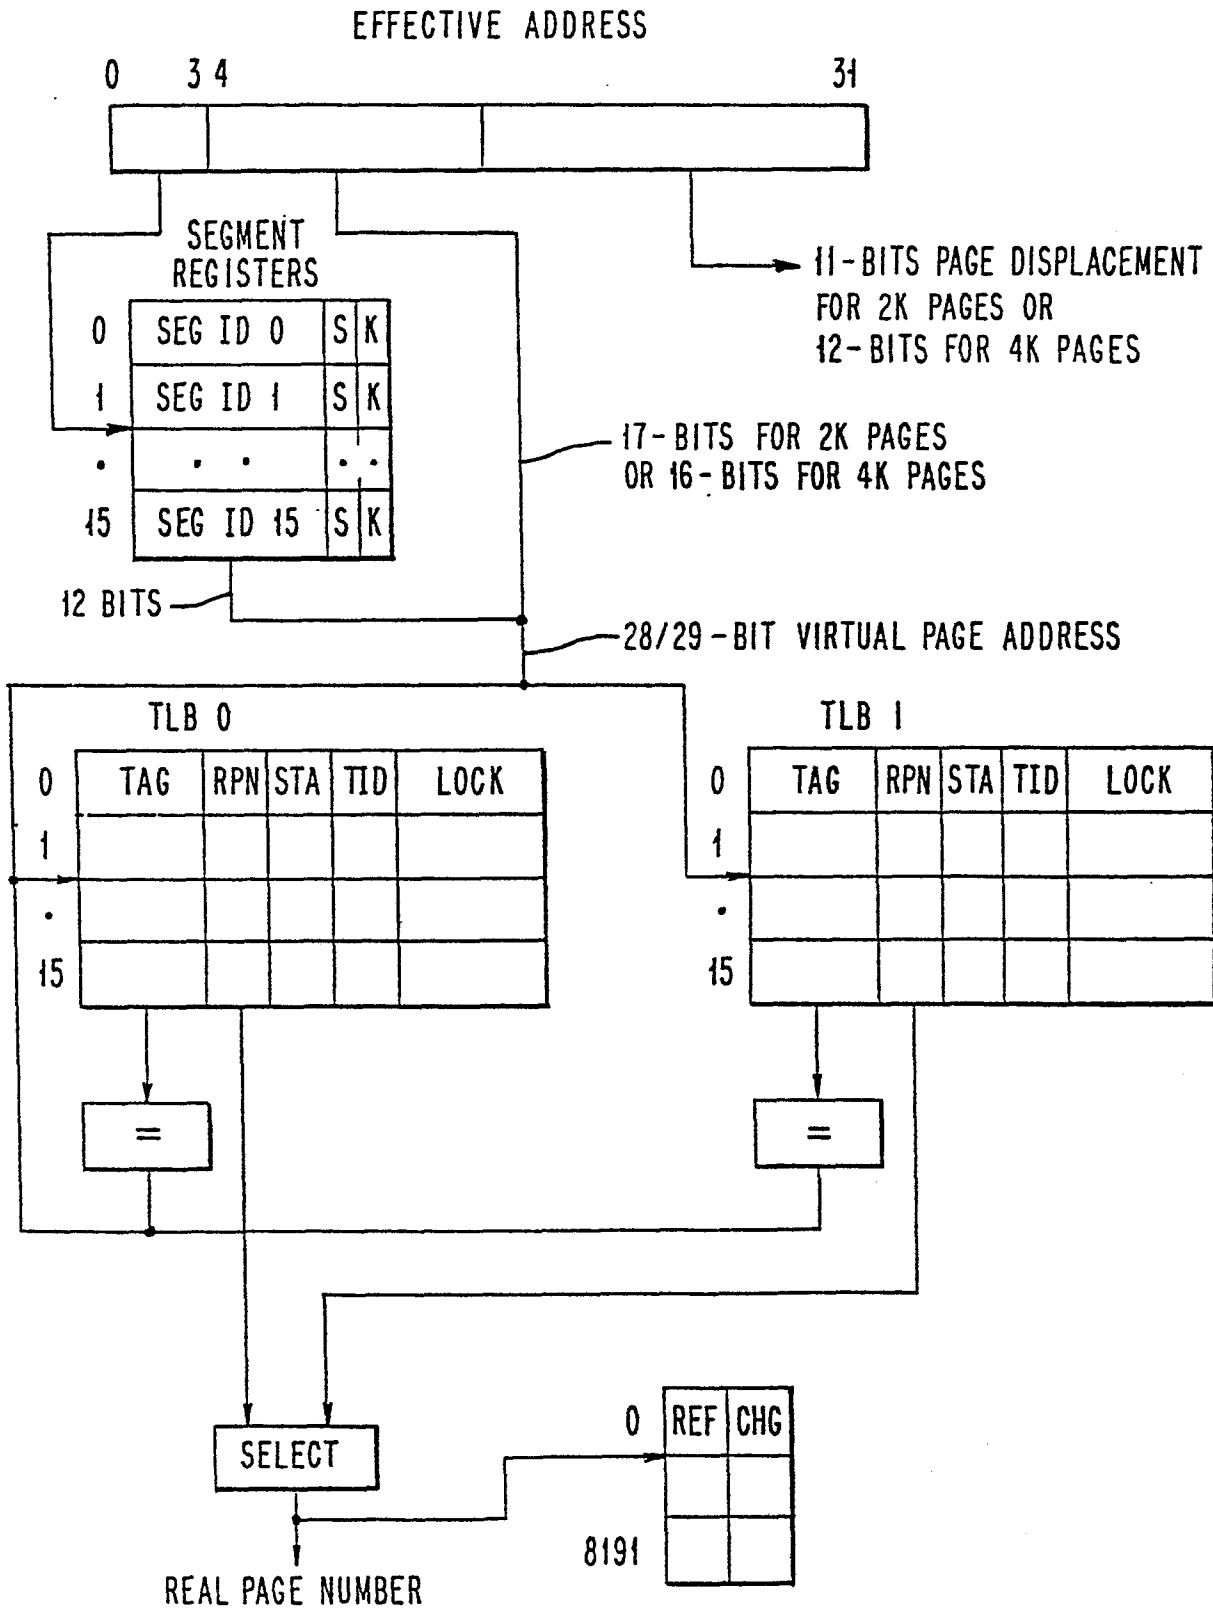 EFFECTIVE ADDRESS
0 3 4 31
SEGMENT
REGISTERS
0 SEG ID 0 S K
1 SEG ID 1 S K
. . . . .
15 SEG ID 15 S K
11-BITS PAGE DISPLACEMENT
FOR 2K PAGES OR
12-BITS FOR 4K PAGES
17-BITS FOR 2K PAGES
OR 16-BITS FOR 4K PAGES
12 BITS
28/29-BIT VIRTUAL PAGE ADDRESS
TLB 0
0 TAG RPN STA TID LOCK
1
.
15
=
TLB 1
0 TAG RPN STA TID LOCK
1
.
15
=
SELECT
0 REF CHG
8191
REAL PAGE NUMBER